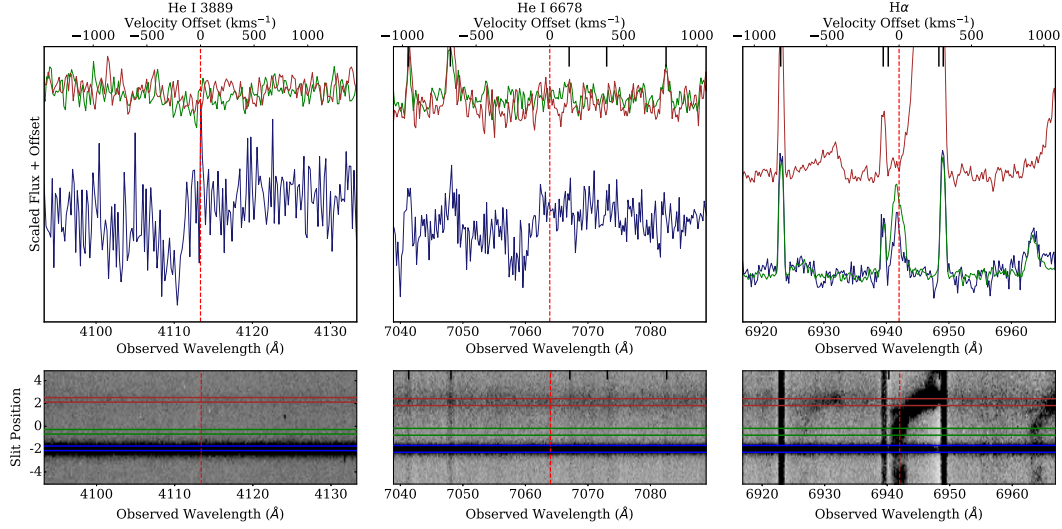 He I 3889
Velocity Offset (kms⁻¹)
−1000 −500 0 500 1000
Scaled Flux + Offset
4100 4110 4120 4130
Observed Wavelength (Å)
He I 6678
Velocity Offset (kms⁻¹)
−1000 −500 0 500 1000
7040 7050 7060 7070 7080
Observed Wavelength (Å)
Hα
Velocity Offset (kms⁻¹)
−1000 −500 0 500 1000
6920 6930 6940 6950 6960
Observed Wavelength (Å)
Slit Position
4
2
0
-2
-4
4100 4110 4120 4130
Observed Wavelength (Å)
7040 7050 7060 7070 7080
Observed Wavelength (Å)
6920 6930 6940 6950 6960
Observed Wavelength (Å)